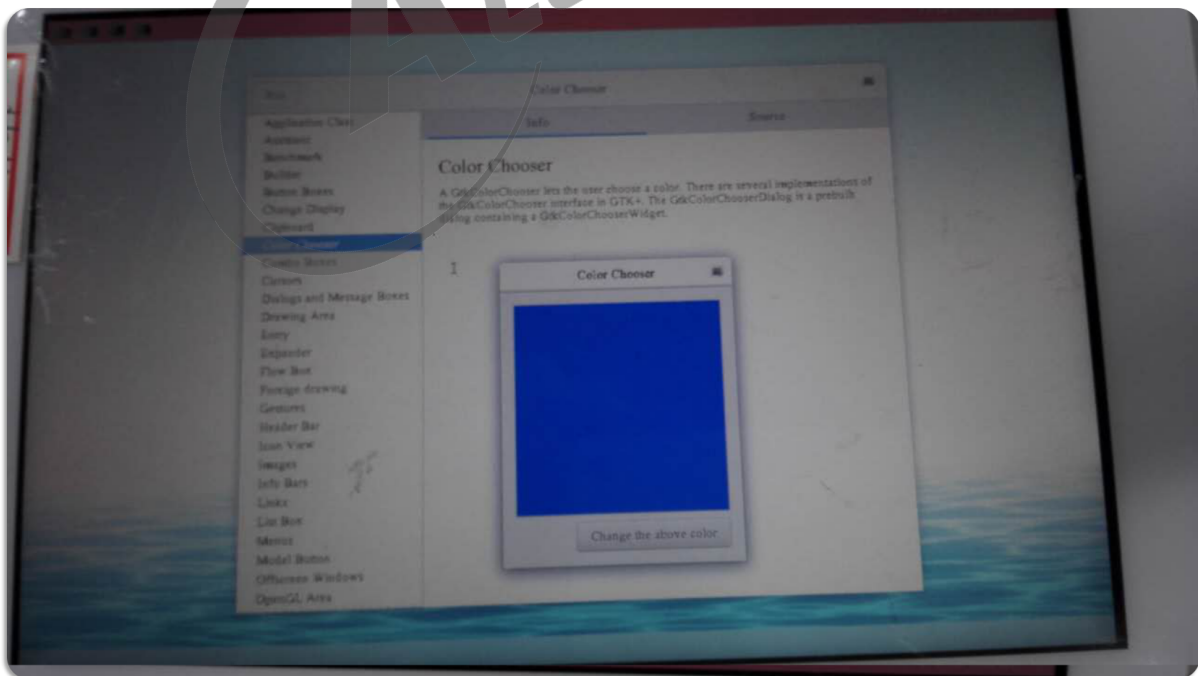 Run
Color Chooser
Application Class
Assistant
Benchmark
Builder
Button Boxes
Change Display
Clipboard
Color Chooser
Combo Boxes
Cursors
Dialogs and Message Boxes
Drawing Area
Entry
Expander
Flow Box
Foreign drawing
Gestures
Header Bar
Icon View
Images
Info Bars
Links
List Box
Menus
Model Button
Offscreen Windows
OpenGL Area
Info
Source
Color Chooser
A GtkColorChooser lets the user choose a color. There are several implementations of
the GtkColorChooser interface in GTK+. The GtkColorChooserDialog is a prebuilt
dialog containing a GtkColorChooserWidget.
Color Chooser
Change the above color